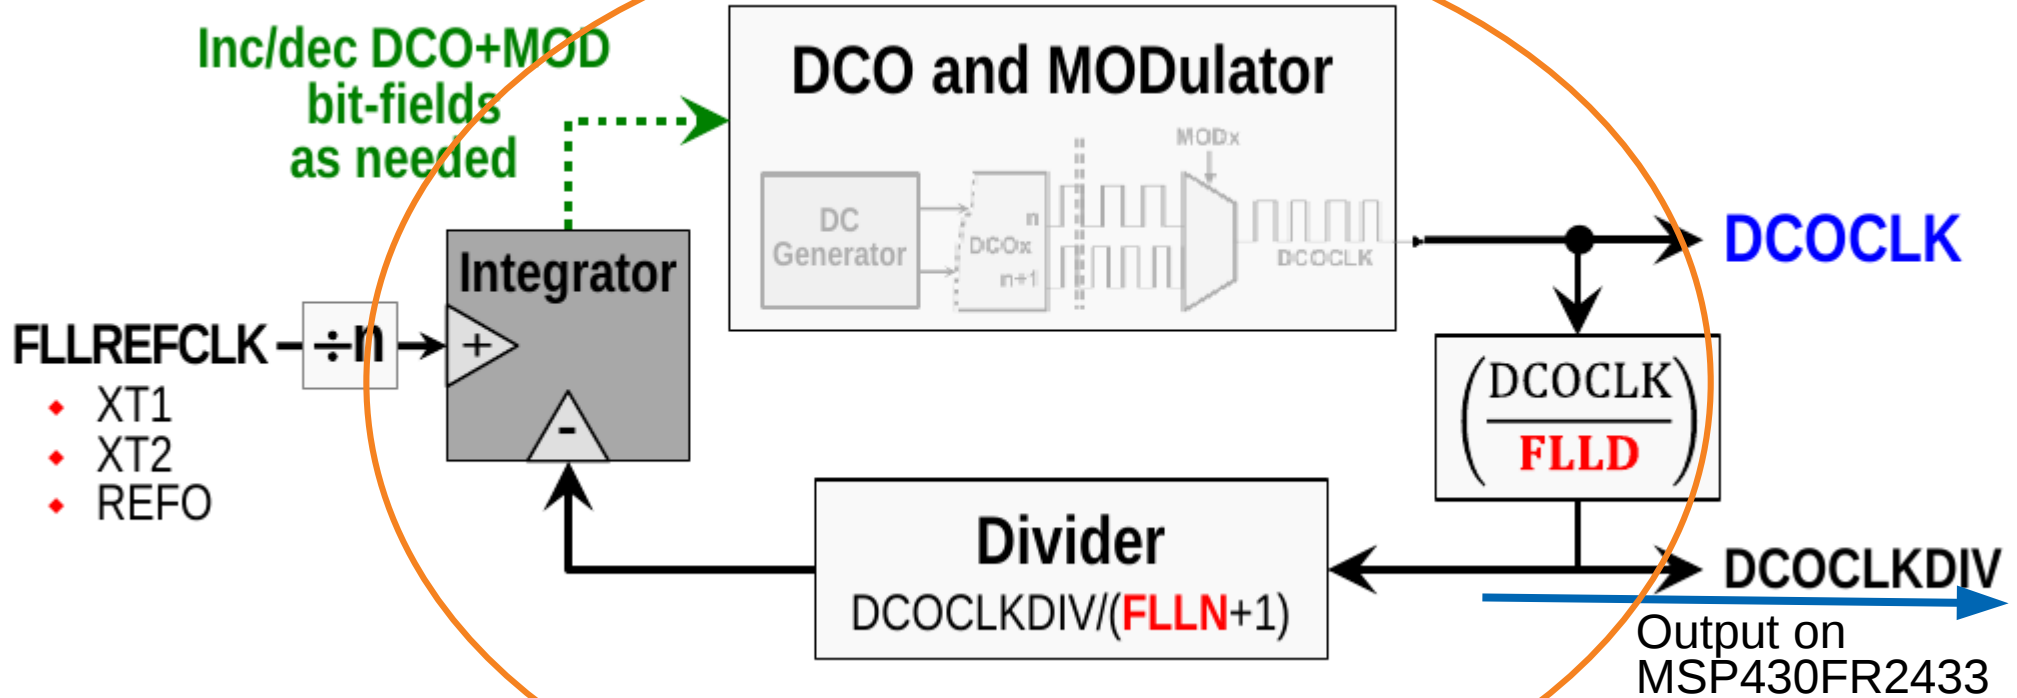 Inc/dec DCO+MOD
bit-fields
as needed
DCO and MODulator
MODx
DC
Generator
n
DCOx
n+1
DCOCLK
DCOCLK
Integrator
FLLREFCLK
÷n
+
-
XT1
XT2
REFO
DCOCLK
FLLD
Divider
DCOCLKDIV/(FLLN+1)
DCOCLKDIV
Output on
MSP430FR2433